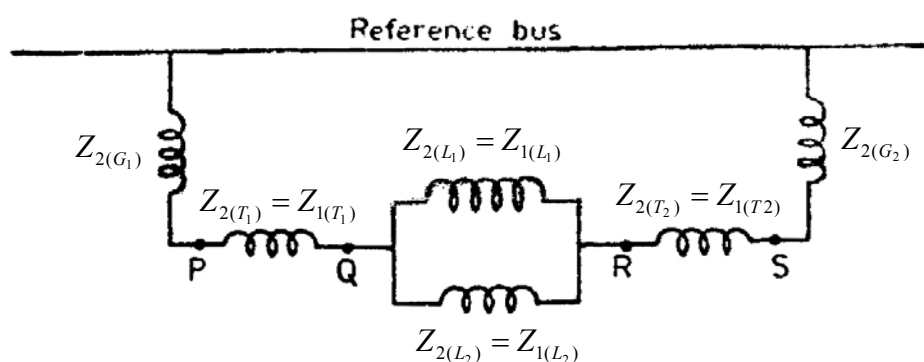 Reference bus
Z_{2(G_1)}
Z_{2(L_1)} = Z_{1(L_1)}
Z_{2(G_2)}
Z_{2(T_1)} = Z_{1(T_1)}
Z_{2(T_2)} = Z_{1(T2)}
P
Q
R
S
Z_{2(L_2)} = Z_{1(L_2)}